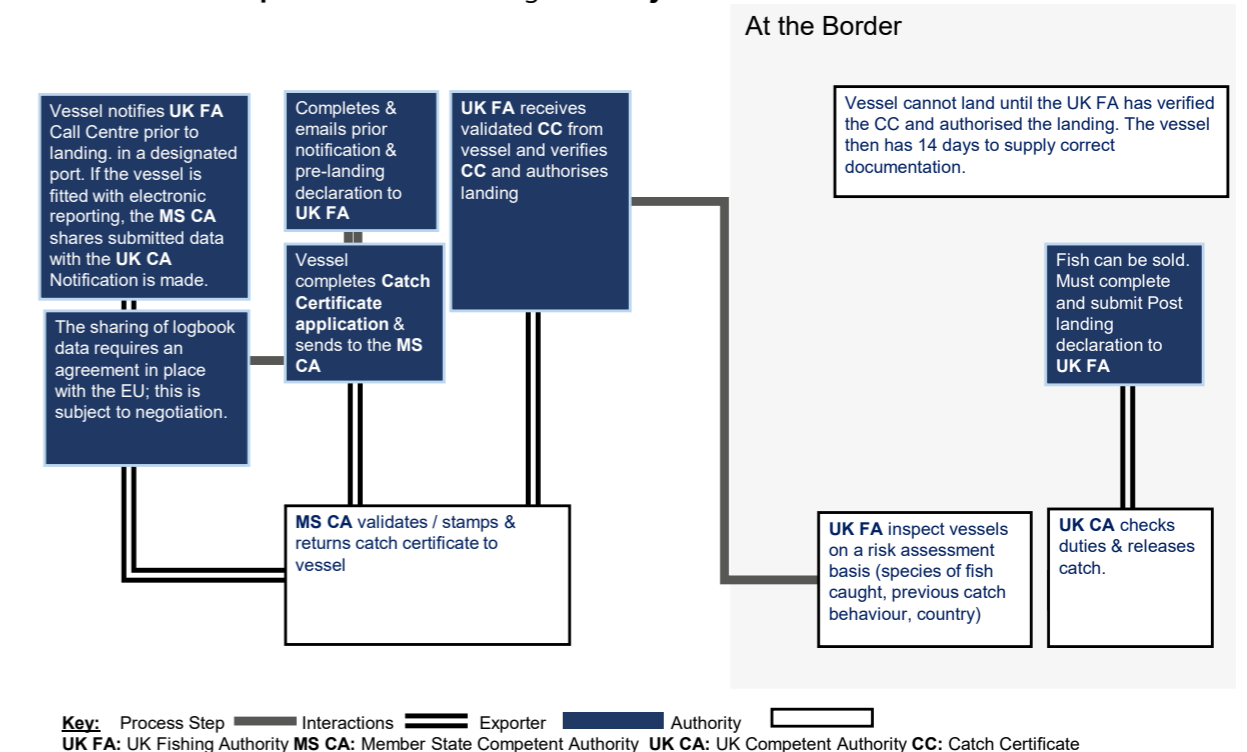 At the Border
Vessel notifies UK FA
Call Centre prior to
landing. in a designated
port. If the vessel is
fitted with electronic
reporting, the MS CA
shares submitted data
with the UK CA
Notification is made.
The sharing of logbook
data requires an
agreement in place
with the EU; this is
subject to negotiation.
Completes &
emails prior
notification &
pre-landing
declaration to
UK FA
Vessel
completes Catch
Certificate
application &
sends to the MS
CA
UK FA receives
validated CC from
vessel and verifies
CC and authorises
landing
MS CA validates / stamps &
returns catch certificate to
vessel
Vessel cannot land until the UK FA has verified
the CC and authorised the landing. The vessel
then has 14 days to supply correct
documentation.
UK FA inspect vessels
on a risk assessment
basis (species of fish
caught, previous catch
behaviour, country)
Fish can be sold.
Must complete
and submit Post
landing
declaration to
UK FA
UK CA checks
duties & releases
catch.
Key: Process Step Interactions Exporter Authority
UK FA: UK Fishing Authority MS CA: Member State Competent Authority UK CA: UK Competent Authority CC: Catch Certificate